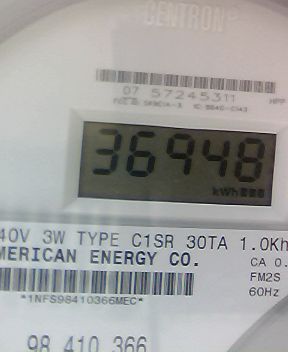 CENTRON
07 57245311
36948
kWh
40V 3W TYPE C1SR 30TA 1.0Kh
MERICAN ENERGY CO.
CA 0.
FM2S
60Hz
*1NFS98410366MEC*
98 410 366